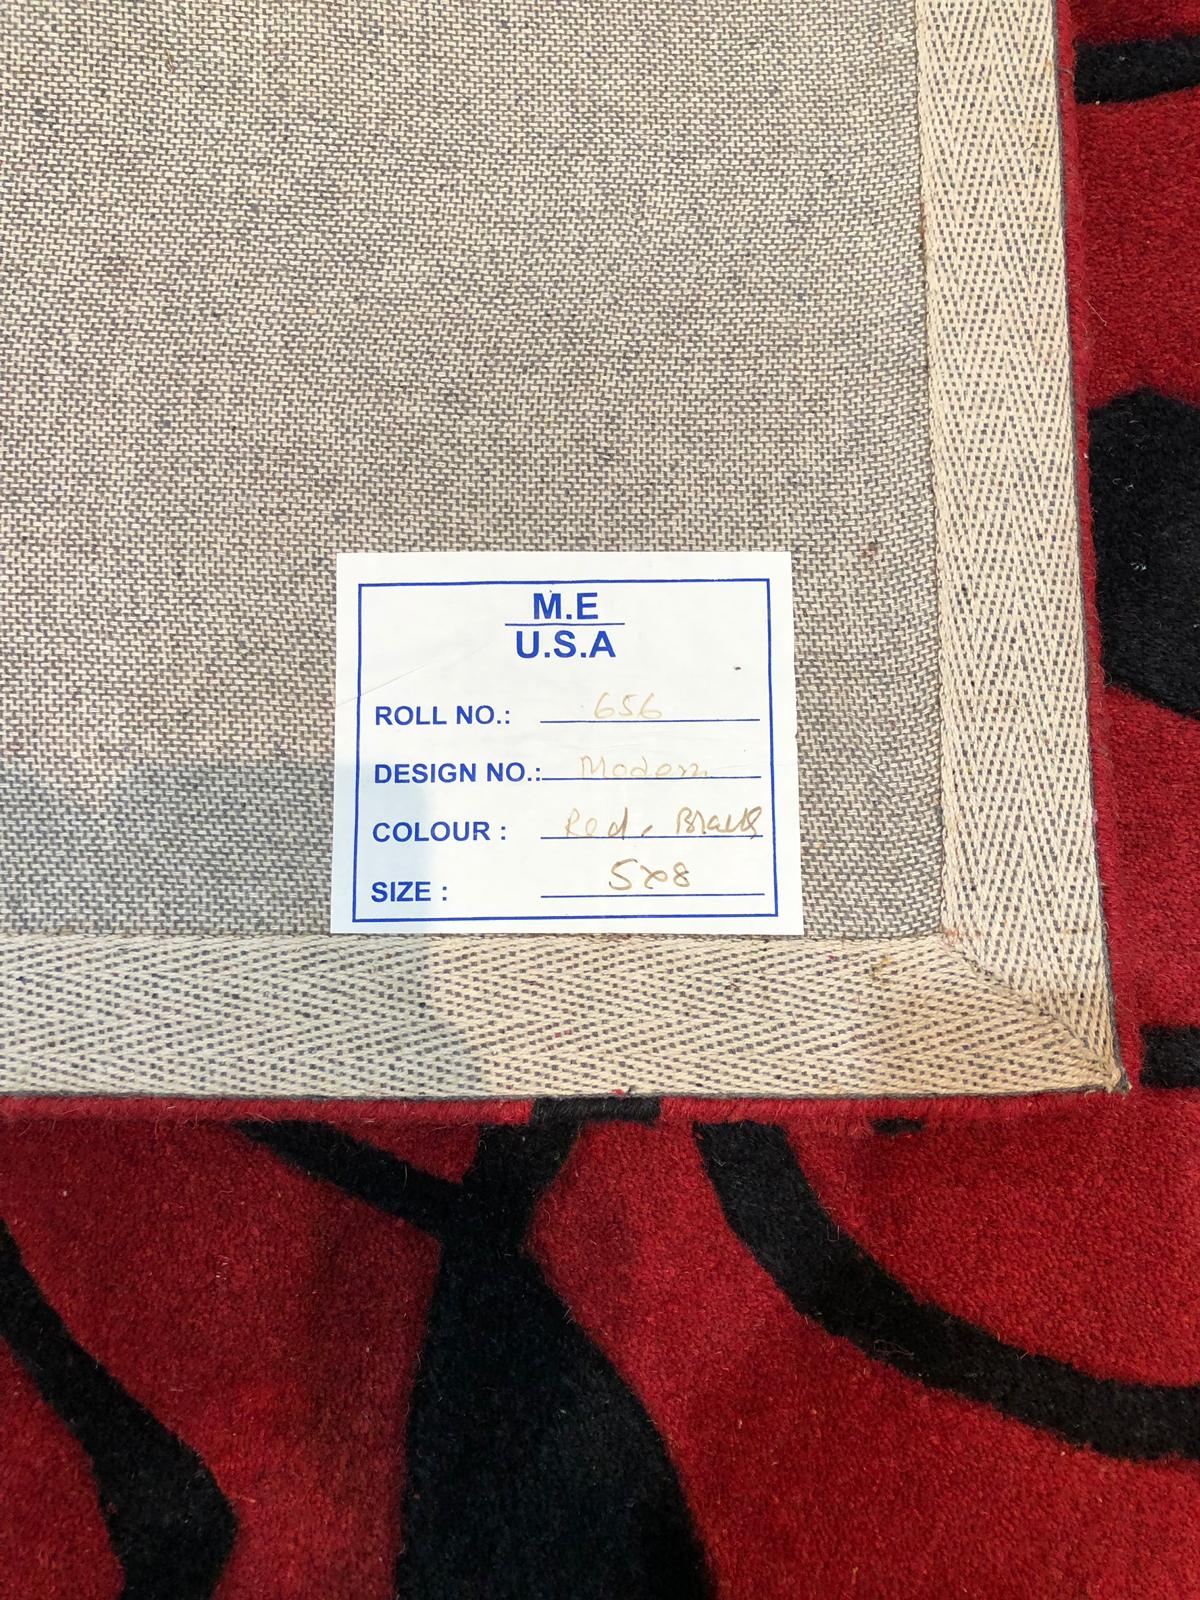 M.E
U.S.A
ROLL NO.: 656
DESIGN NO.: Modern
COLOUR : Red, Black
SIZE : 5x8